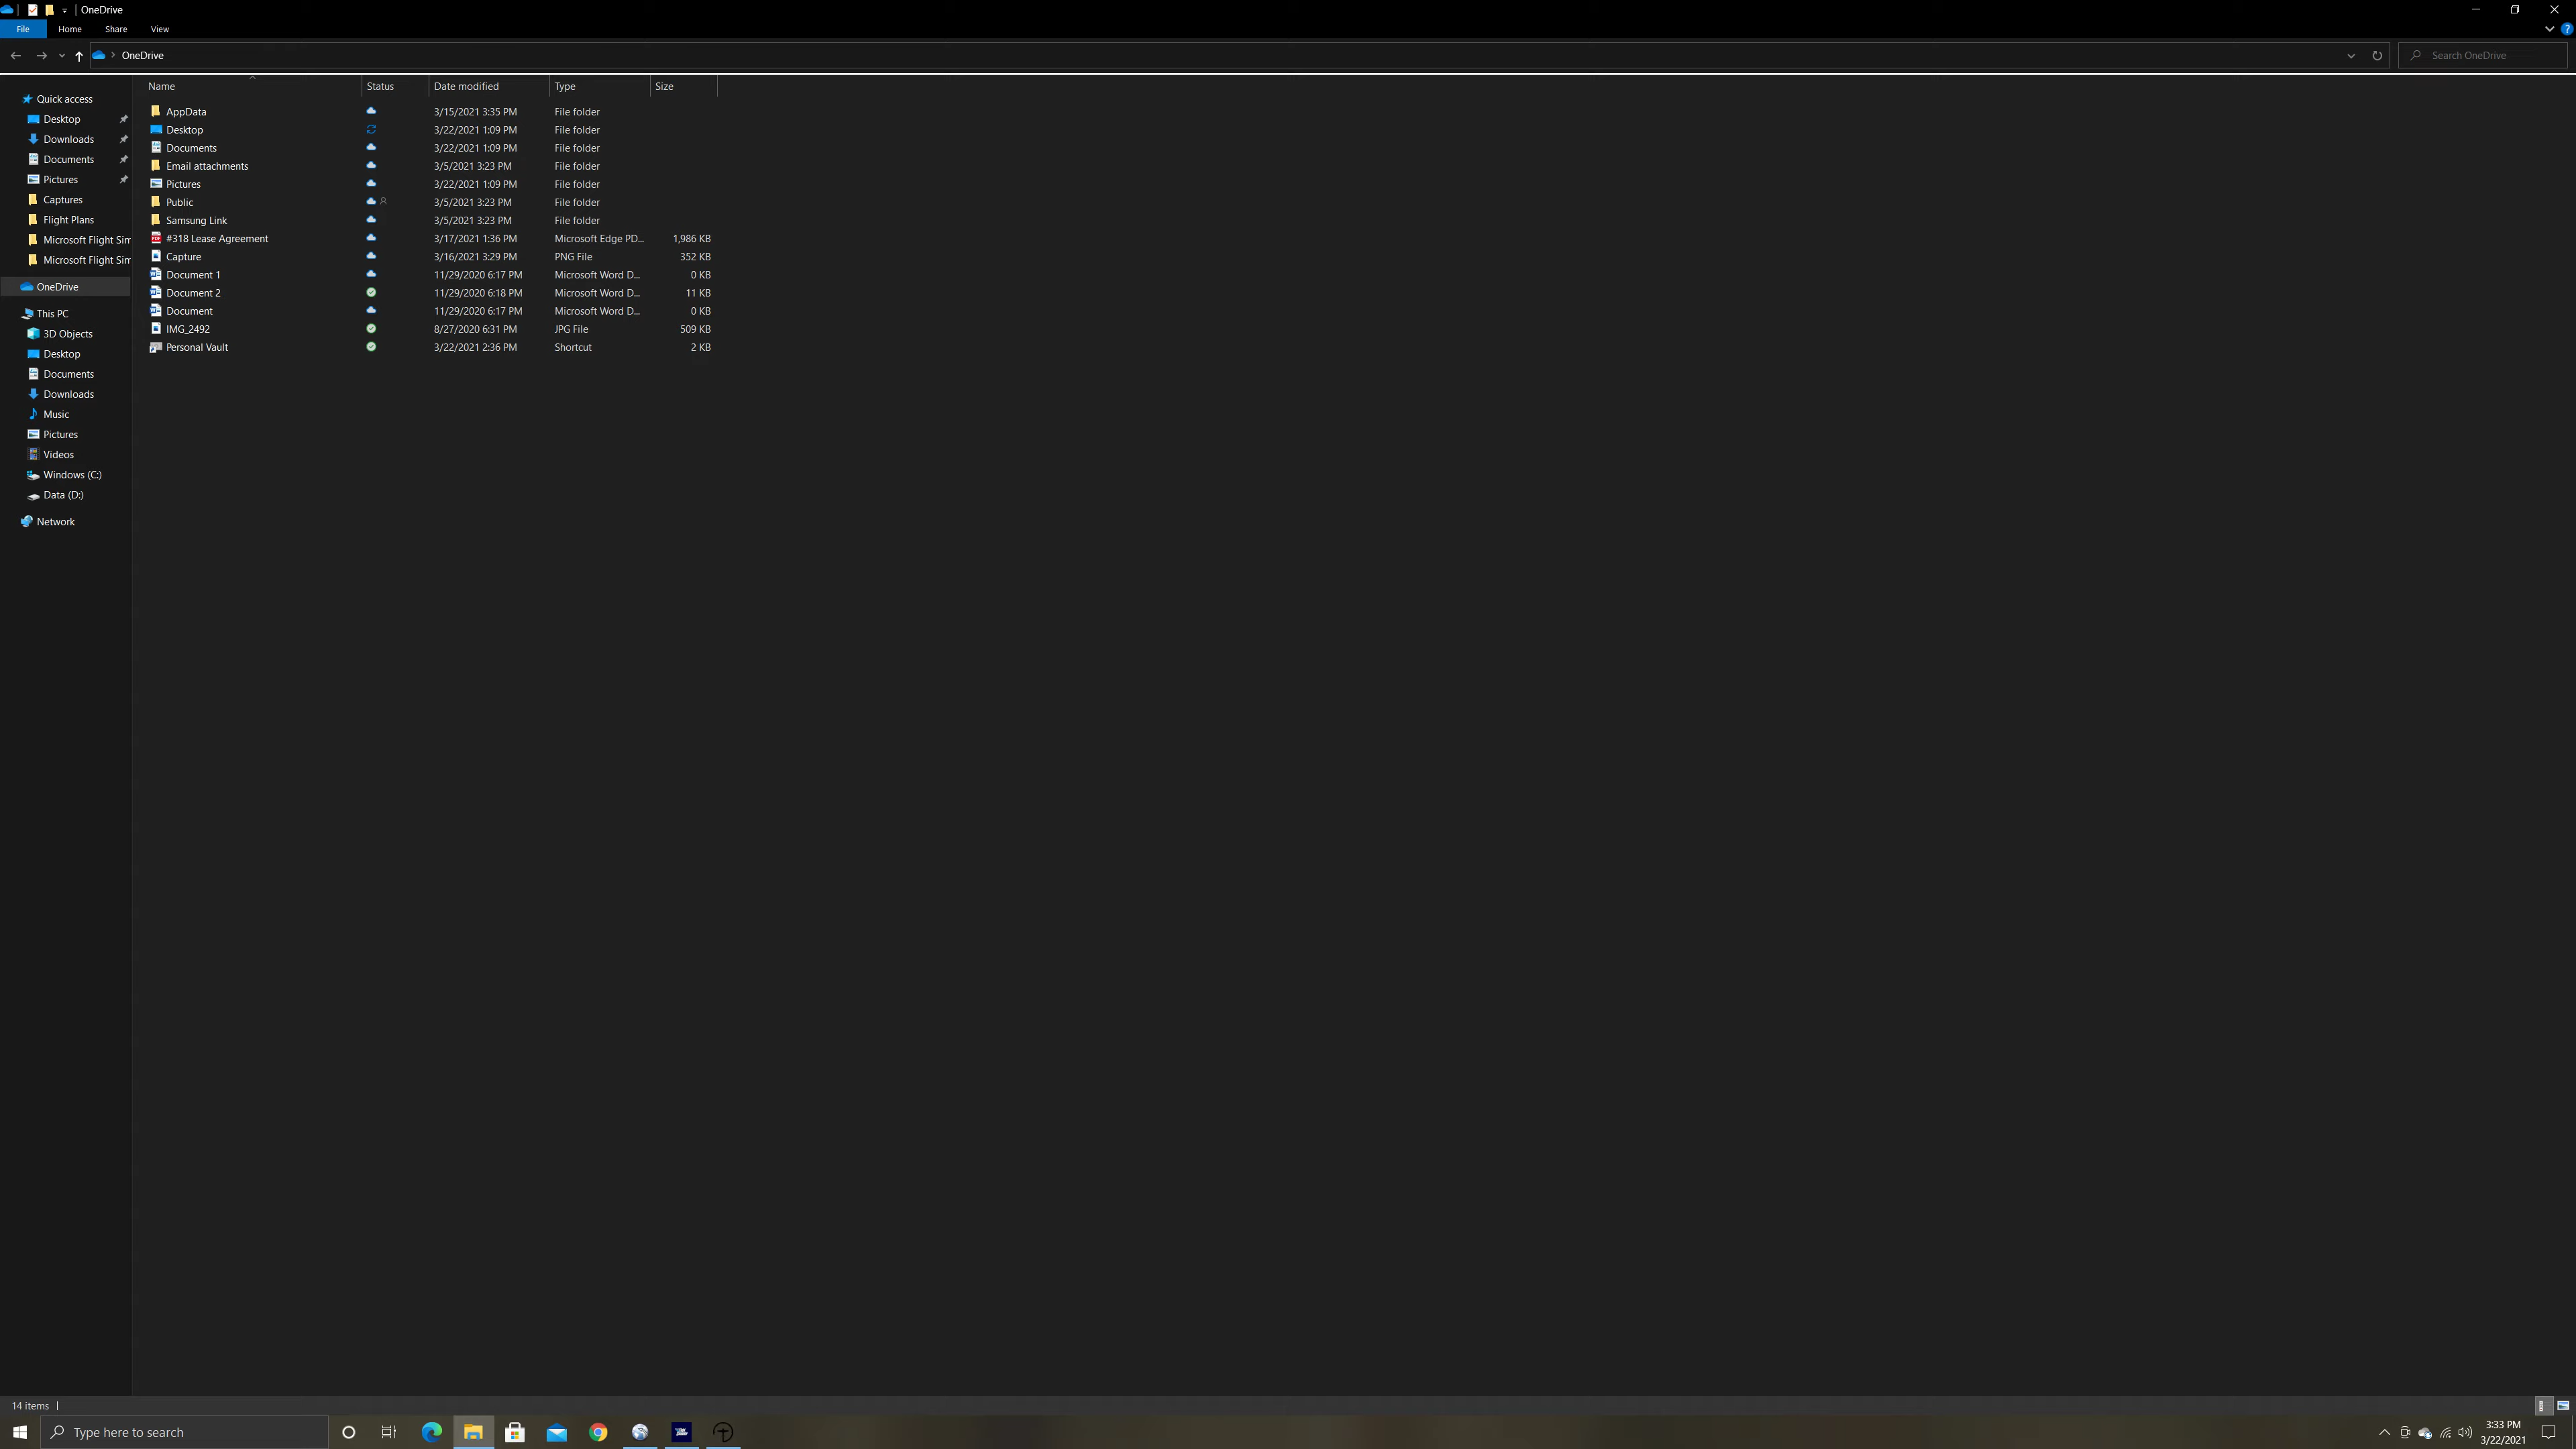 OneDrive
File Home Share View
OneDrive
Search OneDrive
Name Status Date modified Type Size
Quick access
Desktop
Downloads
Documents
Pictures
Captures
Flight Plans
Microsoft Flight Sim
Microsoft Flight Sim
OneDrive
This PC
3D Objects
Desktop
Documents
Downloads
Music
Pictures
Videos
Windows (C:)
Data (D:)
Network
AppData 3/15/2021 3:35 PM File folder
Desktop 3/22/2021 1:09 PM File folder
Documents 3/22/2021 1:09 PM File folder
Email attachments 3/5/2021 3:23 PM File folder
Pictures 3/22/2021 1:09 PM File folder
Public 3/5/2021 3:23 PM File folder
Samsung Link 3/5/2021 3:23 PM File folder
#318 Lease Agreement 3/17/2021 1:36 PM Microsoft Edge PD... 1,986 KB
Capture 3/16/2021 3:29 PM PNG File 352 KB
Document 1 11/29/2020 6:17 PM Microsoft Word D... 0 KB
Document 2 11/29/2020 6:18 PM Microsoft Word D... 11 KB
Document 11/29/2020 6:17 PM Microsoft Word D... 0 KB
IMG_2492 8/27/2020 6:31 PM JPG File 509 KB
Personal Vault 3/22/2021 2:36 PM Shortcut 2 KB
14 items
Type here to search
3:33 PM
3/22/2021